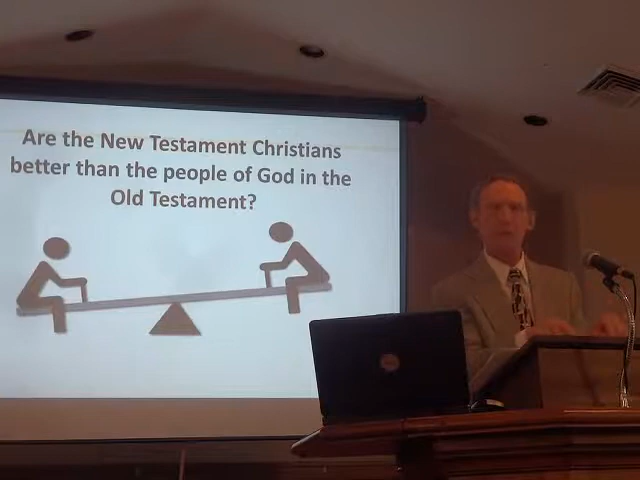 Are the New Testament Christians
better than the people of God in the
Old Testament?